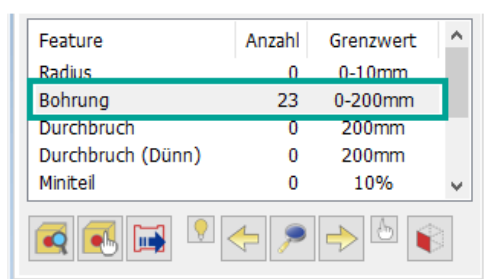 Feature Anzahl Grenzwert
Radius 0 0-10mm
Bohrung 23 0-200mm
Durchbruch 0 200mm
Durchbruch (Dünn) 0 200mm
Miniteil 0 10%